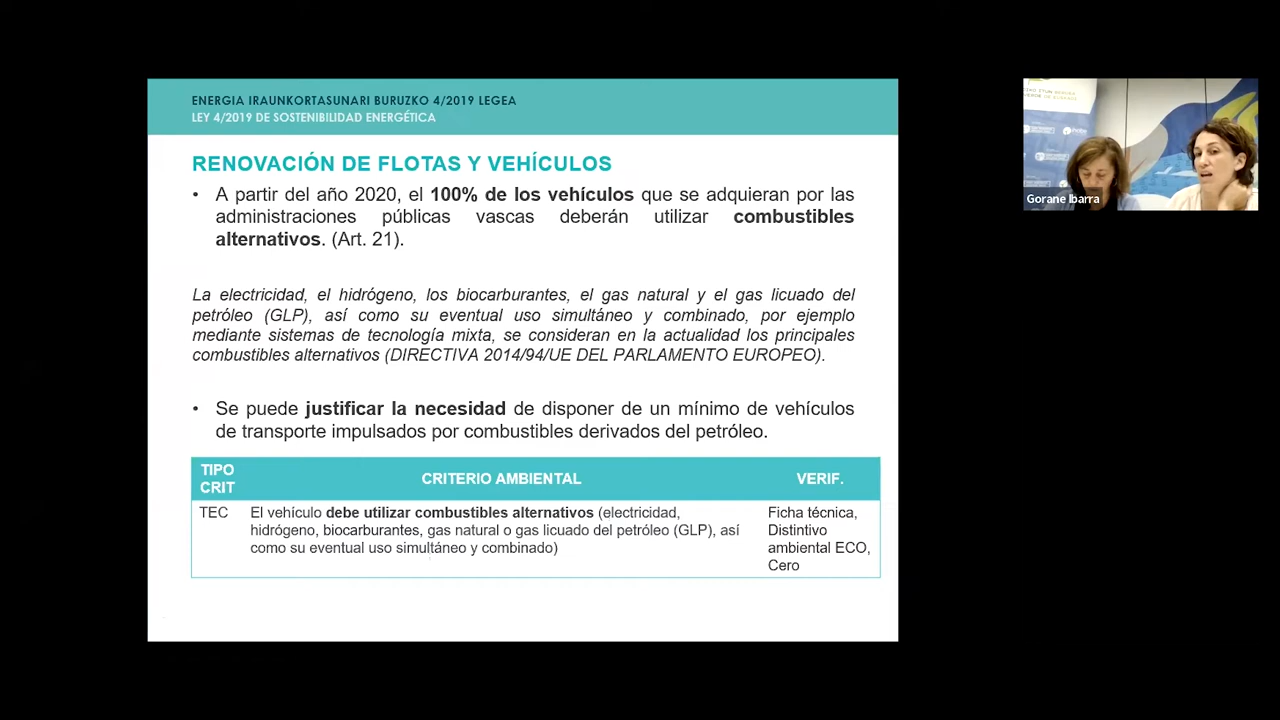 ENERGIA IRAUNKORTASUNARI BURUZKO 4/2019 LEGEA
LEY 4/2019 DE SOSTENIBILIDAD ENERGÉTICA
RENOVACIÓN DE FLOTAS Y VEHÍCULOS
• A partir del año 2020, el 100% de los vehículos que se adquieran por las
administraciones públicas vascas deberán utilizar combustibles
alternativos. (Art. 21).
La electricidad, el hidrógeno, los biocarburantes, el gas natural y el gas licuado del
petróleo (GLP), así como su eventual uso simultáneo y combinado, por ejemplo
mediante sistemas de tecnología mixta, se consideran en la actualidad los principales
combustibles alternativos (DIRECTIVA 2014/94/UE DEL PARLAMENTO EUROPEO).
• Se puede justificar la necesidad de disponer de un mínimo de vehículos
de transporte impulsados por combustibles derivados del petróleo.
TIPO
CRIT
CRITERIO AMBIENTAL
VERIF.
TEC
El vehículo debe utilizar combustibles alternativos (electricidad,
hidrógeno, biocarburantes, gas natural o gas licuado del petróleo (GLP), así
como su eventual uso simultáneo y combinado)
Ficha técnica,
Distintivo
ambiental ECO,
Cero
Gorane Ibarra